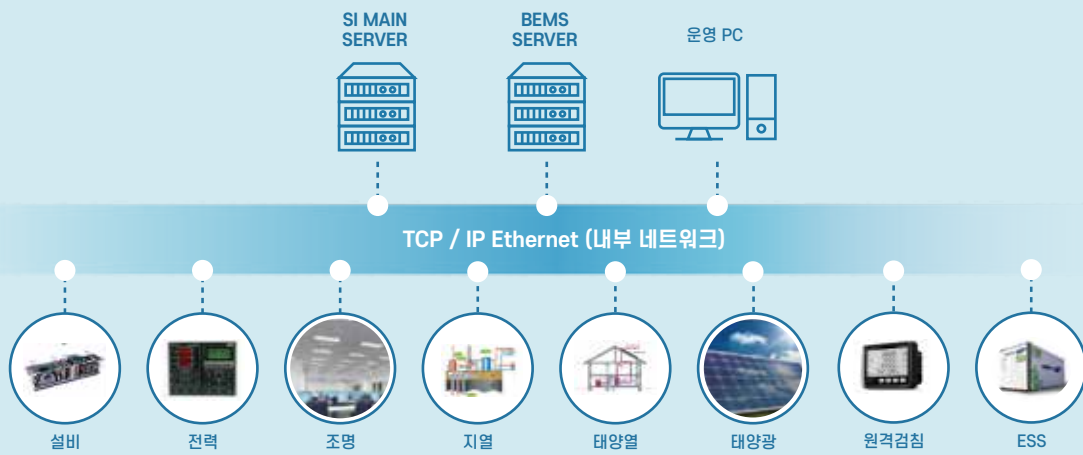 SI MAIN
SERVER
BEMS
SERVER
운영 PC
TCP / IP Ethernet (내부 네트워크)
설비
전력
조명
지열
태양열
태양광
원격검침
ESS